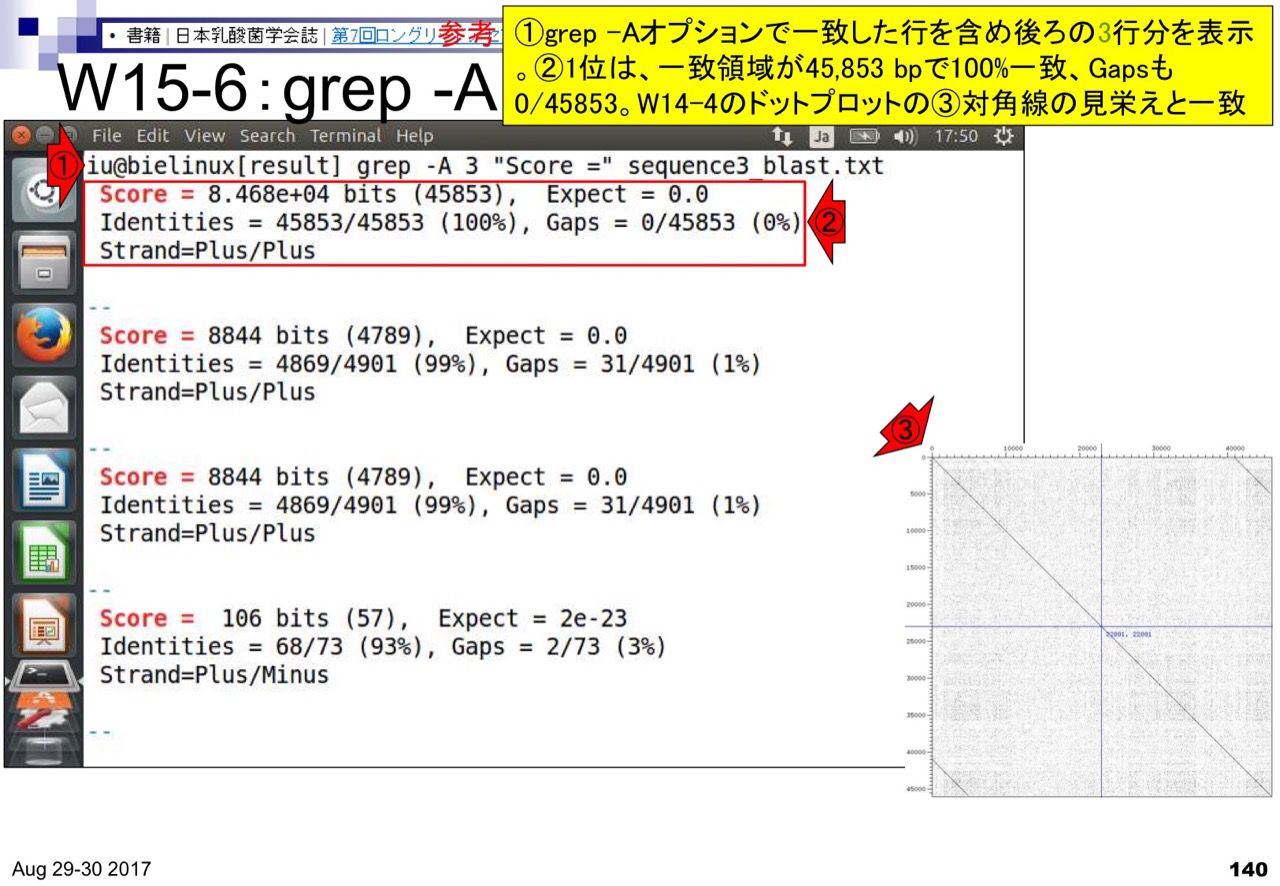 • 書籍 | 日本乳酸菌学会誌 | 第7回ロングリ
参考
W15-6：grep -A
①grep -Aオプションで一致した行を含め後ろの3行分を表示
。②1位は、一致領域が45,853 bpで100%一致、Gapsも
0/45853。W14-4のドットプロットの③対角線の見栄えと一致
File Edit View Search Terminal Help
Ja
17:50
①
iu@bielinux[result] grep -A 3 "Score =" sequence3_blast.txt
Score = 8.468e+04 bits (45853), Expect = 0.0
Identities = 45853/45853 (100%), Gaps = 0/45853 (0%)
Strand=Plus/Plus
②
--
Score = 8844 bits (4789), Expect = 0.0
Identities = 4869/4901 (99%), Gaps = 31/4901 (1%)
Strand=Plus/Plus
--
Score = 8844 bits (4789), Expect = 0.0
Identities = 4869/4901 (99%), Gaps = 31/4901 (1%)
Strand=Plus/Plus
--
Score = 106 bits (57), Expect = 2e-23
Identities = 68/73 (93%), Gaps = 2/73 (3%)
Strand=Plus/Minus
--
③
0 10000 20000 30000 40000
0
5000
10000
15000
20000
25000
30000
35000
40000
45000
Aug 29-30 2017
140